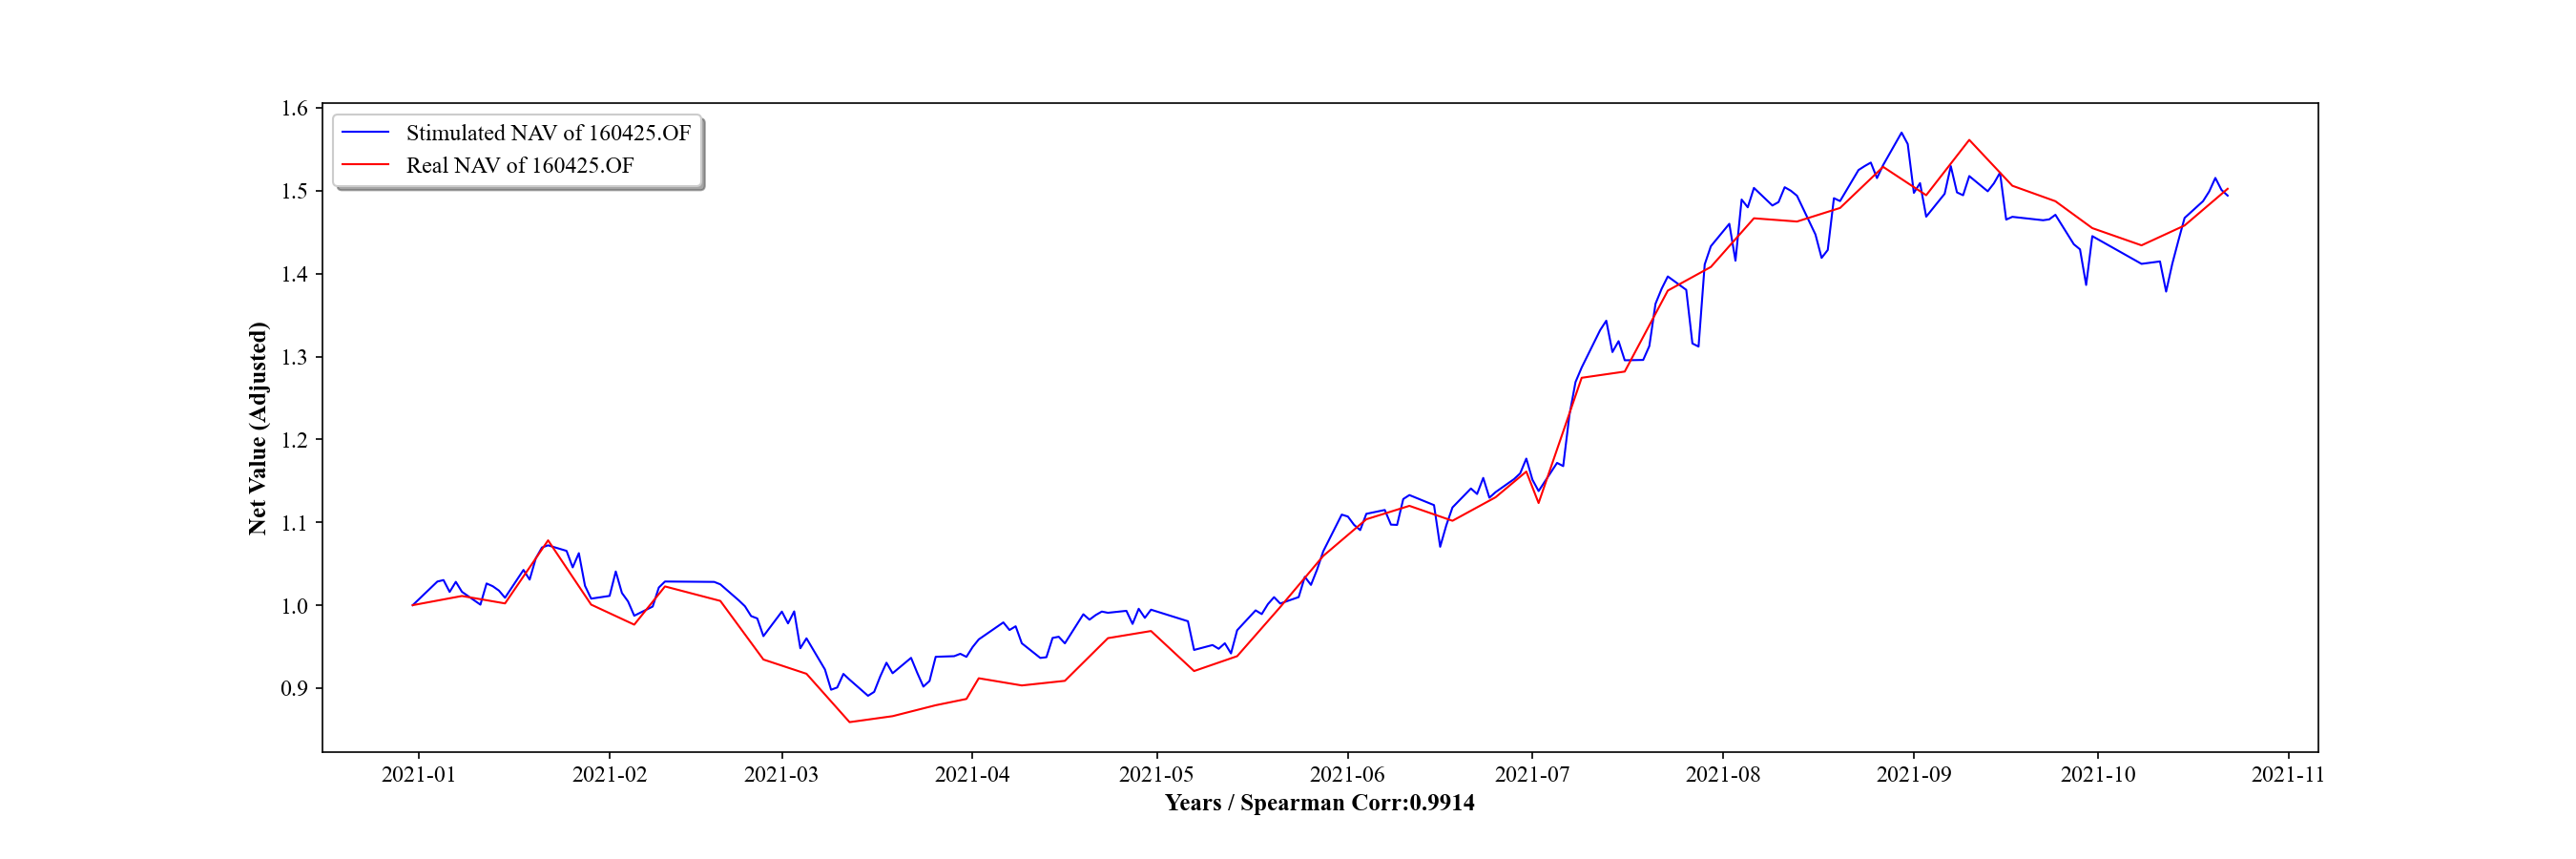 Stimulated NAV of 160425.OF
Real NAV of 160425.OF
Net Value (Adjusted)
1.6
1.5
1.4
1.3
1.2
1.1
1.0
0.9
2021-01 2021-02 2021-03 2021-04 2021-05 2021-06 2021-07 2021-08 2021-09 2021-10 2021-11
Years / Spearman Corr:0.9914